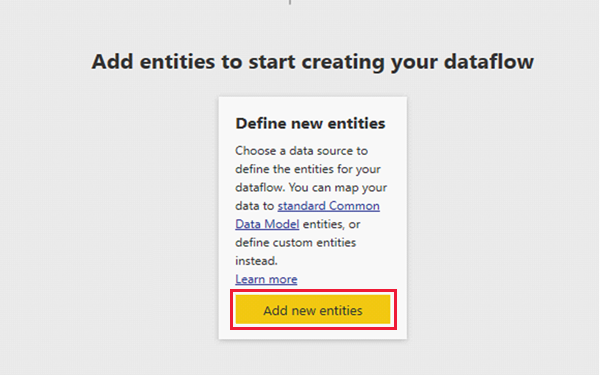 Add entities to start creating your dataflow
Define new entities
Choose a data source to
define the entities for your
dataflow. You can map your
data to standard Common
Data Model entities, or
define custom entities
instead.
Learn more
Add new entities